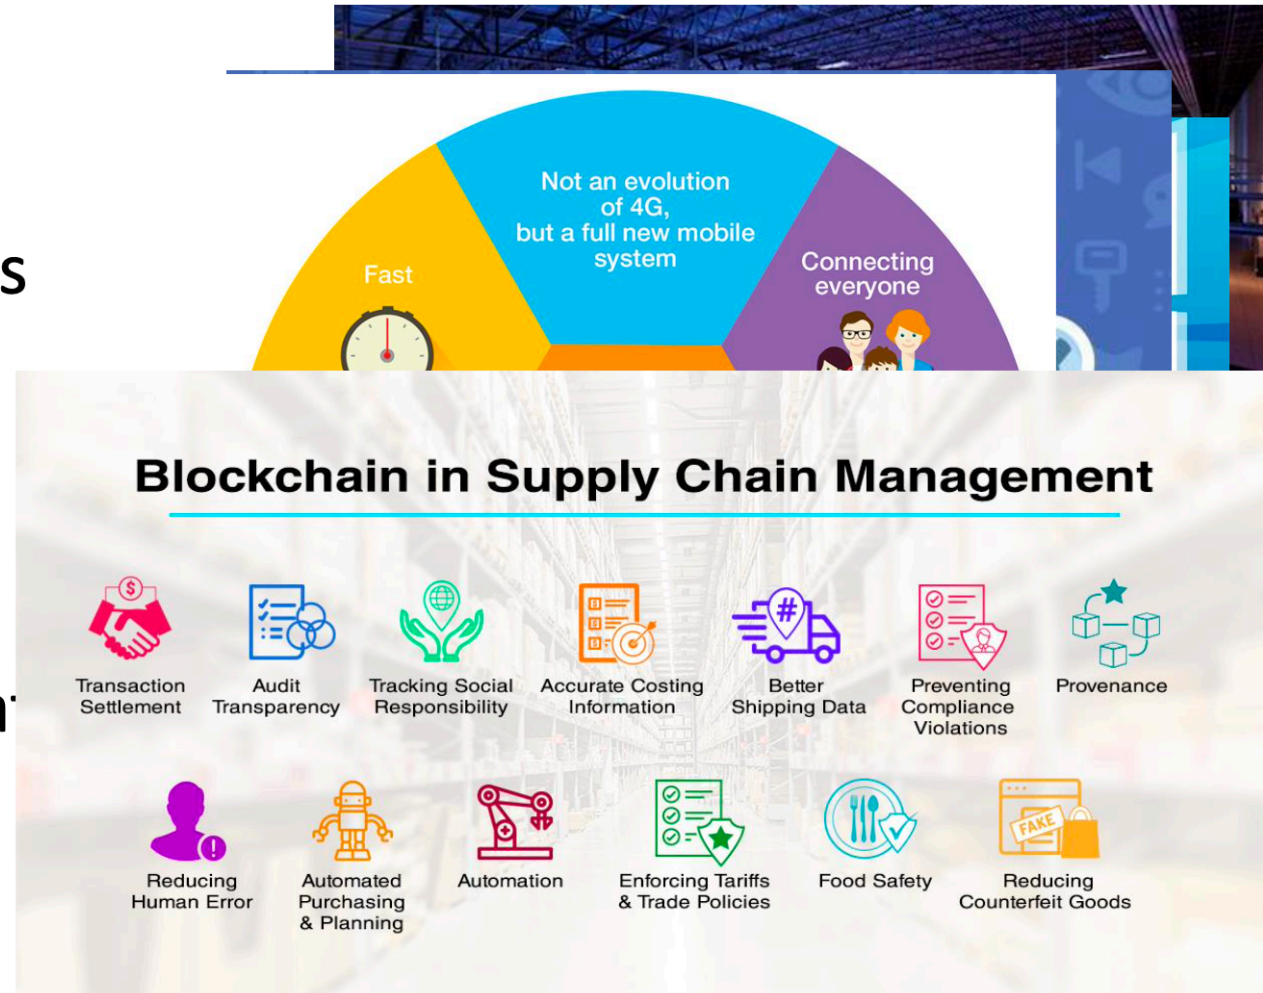 Not an evolution
of 4G,
but a full new mobile
system
Fast
Connecting
everyone
s
Blockchain in Supply Chain Management
$
#
Transaction
Settlement
Audit
Transparency
Tracking Social
Responsibility
Accurate Costing
Information
Better
Shipping Data
Preventing
Compliance
Violations
Provenance
FAKE
Reducing
Human Error
Automated
Purchasing
& Planning
Automation
Enforcing Tariffs
& Trade Policies
Food Safety
Reducing
Counterfeit Goods